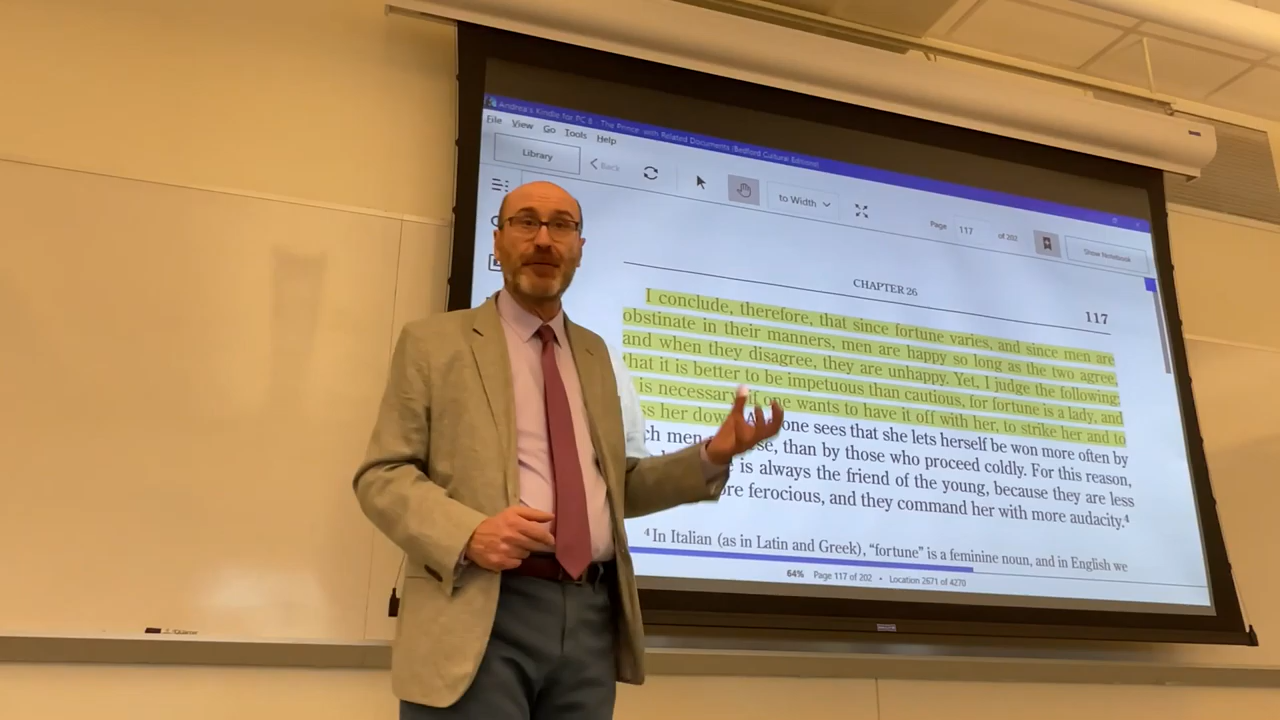 Andrea's Kindle for PC 8 - The Prince with Related Documents (Bedford Cultural Editions)
File View Go Tools Help
Library Back to Width Page 117 of 202 Show Notebook
CHAPTER 26 117
I conclude, therefore, that since fortune varies, and since men are
obstinate in their manners, men are happy so long as the two agree,
and when they disagree, they are unhappy. Yet, I judge the following:
that it is better to be impetuous than cautious, for fortune is a lady, and
is necessary, if one wants to have it off with her, to strike her and to
ss her down. And one sees that she lets herself be won more often by
ch men than by those who proceed coldly. For this reason,
is always the friend of the young, because they are less
ore ferocious, and they command her with more audacity.⁴
⁴ In Italian (as in Latin and Greek), “fortune” is a feminine noun, and in English we
64% Page 117 of 202 • Location 2671 of 4270